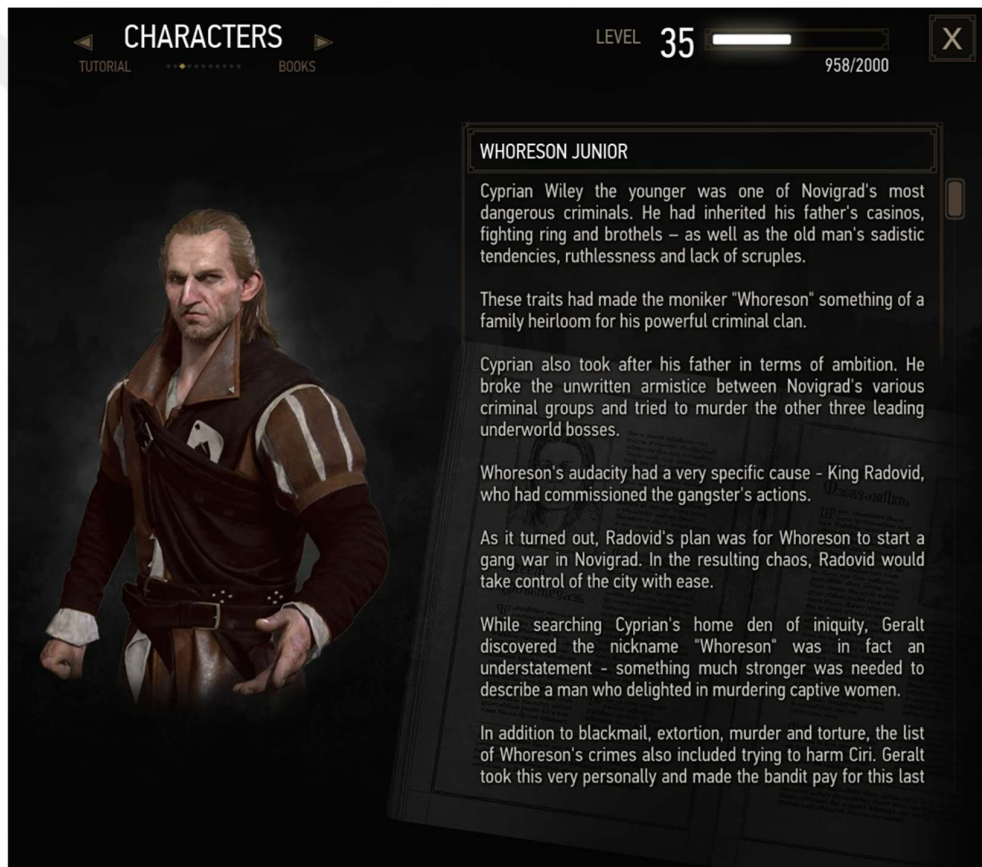 CHARACTERS
TUTORIAL
BOOKS
LEVEL 35
958/2000
X
WHORESON JUNIOR
Cyprian Wiley the younger was one of Novigrad's most
dangerous criminals. He had inherited his father's casinos,
fighting ring and brothels – as well as the old man's sadistic
tendencies, ruthlessness and lack of scruples.
These traits had made the moniker "Whoreson" something of a
family heirloom for his powerful criminal clan.
Cyprian also took after his father in terms of ambition. He
broke the unwritten armistice between Novigrad's various
criminal groups and tried to murder the other three leading
underworld bosses.
Whoreson's audacity had a very specific cause - King Radovid,
who had commissioned the gangster's actions.
As it turned out, Radovid's plan was for Whoreson to start a
gang war in Novigrad. In the resulting chaos, Radovid would
take control of the city with ease.
While searching Cyprian's home den of iniquity, Geralt
discovered the nickname "Whoreson" was in fact an
understatement - something much stronger was needed to
describe a man who delighted in murdering captive women.
In addition to blackmail, extortion, murder and torture, the list
of Whoreson's crimes also included trying to harm Ciri. Geralt
took this very personally and made the bandit pay for this last